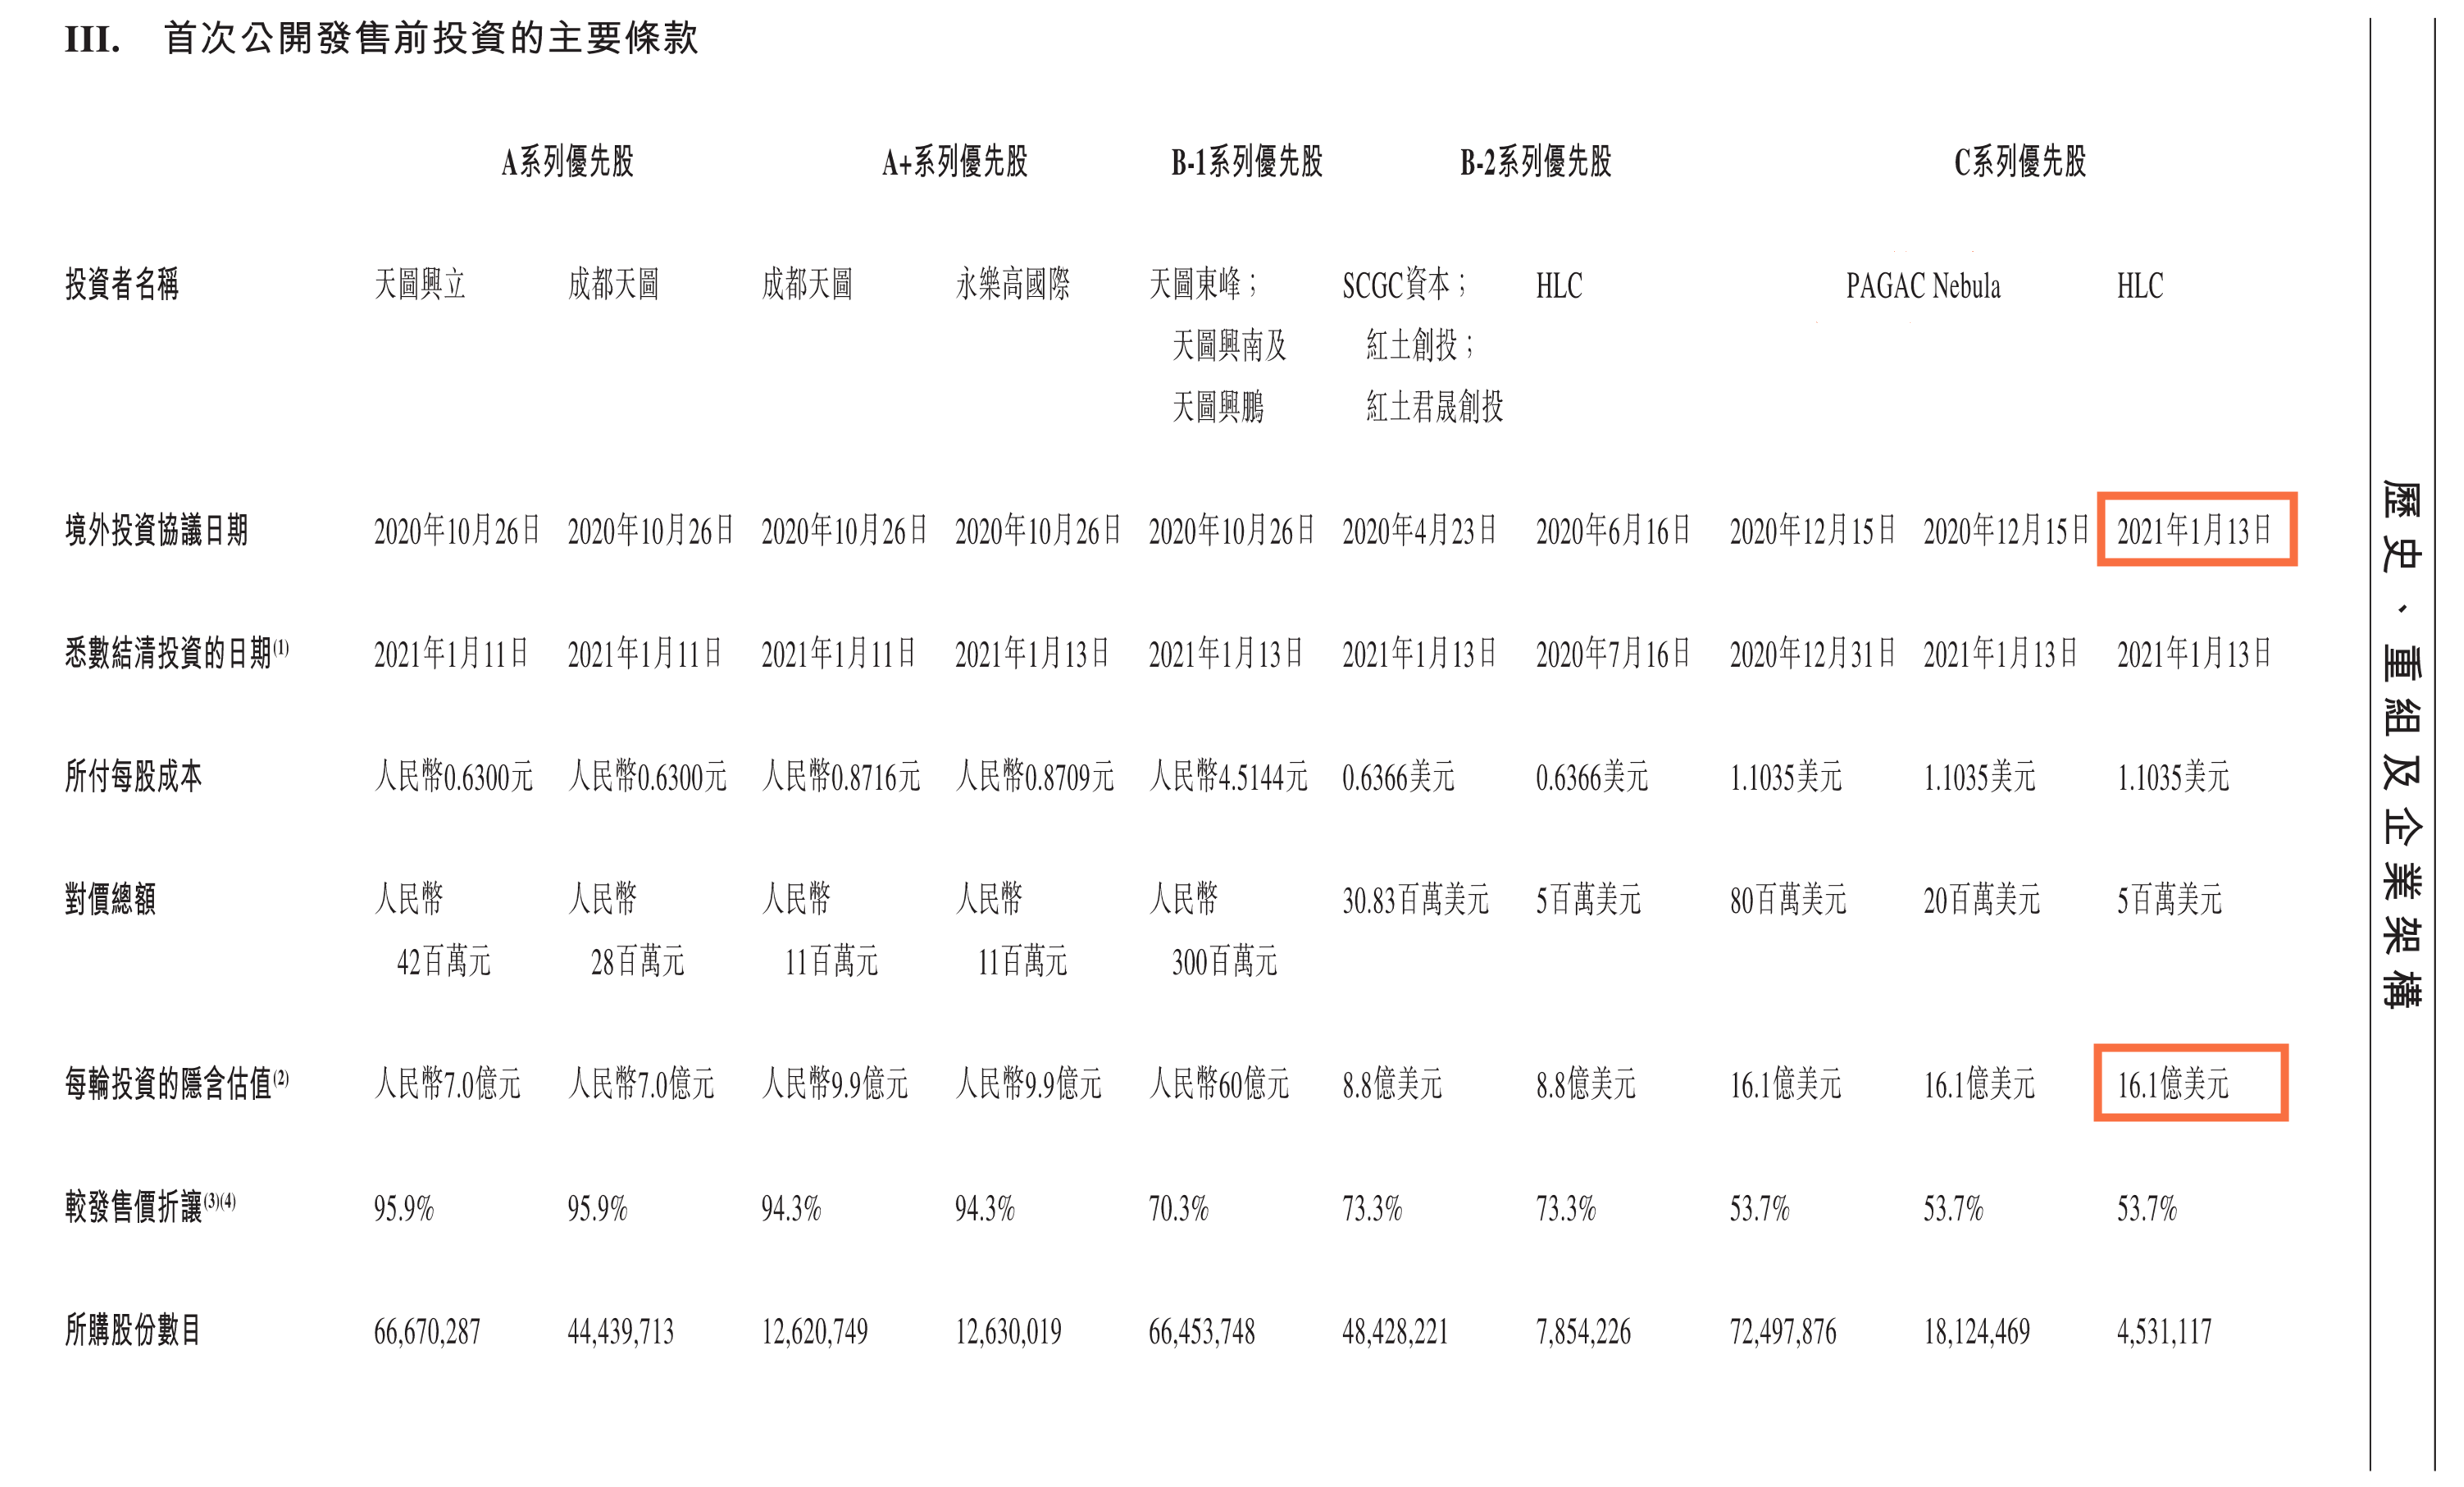 III. 首次公開發售前投資的主要條款
A系列優先股 A+系列優先股 B-1系列優先股 B-2系列優先股 C系列優先股
投資者名稱 天圖興立 成都天圖 成都天圖 永樂高國際 天圖東峰； SCGC資本； HLC PAGAC Nebula HLC
天圖興南及 紅土創投；
天圖興鵬 紅土君晟創投
境外投資協議日期 2020年10月26日 2020年10月26日 2020年10月26日 2020年10月26日 2020年10月26日 2020年4月23日 2020年6月16日 2020年12月15日 2020年12月15日 2021年1月13日
悉數結清投資的日期(1) 2021年1月11日 2021年1月11日 2021年1月11日 2021年1月13日 2021年1月13日 2021年1月13日 2020年7月16日 2020年12月31日 2021年1月13日 2021年1月13日
所付每股成本 人民幣0.6300元 人民幣0.6300元 人民幣0.8716元 人民幣0.8709元 人民幣4.5144元 0.6366美元 0.6366美元 1.1035美元 1.1035美元 1.1035美元
對價總額 人民幣 人民幣 人民幣 人民幣 人民幣 30.83百萬美元 5百萬美元 80百萬美元 20百萬美元 5百萬美元
42百萬元 28百萬元 11百萬元 11百萬元 300百萬元
每輪投資的隱含估值(2) 人民幣7.0億元 人民幣7.0億元 人民幣9.9億元 人民幣9.9億元 人民幣60億元 8.8億美元 8.8億美元 16.1億美元 16.1億美元 16.1億美元
較發售價折讓(3)(4) 95.9% 95.9% 94.3% 94.3% 70.3% 73.3% 73.3% 53.7% 53.7% 53.7%
所購股份數目 66,670,287 44,439,713 12,620,749 12,630,019 66,453,748 48,428,221 7,854,226 72,497,876 18,124,469 4,531,117
歷史、重組及企業架構